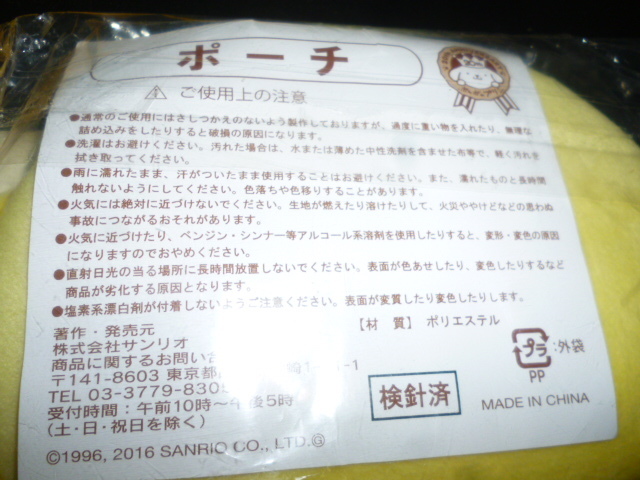 ポーチ
⚠ ご使用上の注意
●通常のご使用にはさしつかえのないよう製作しておりますが、過度に重い物を入れたり、無理な
詰め込みをしたりすると破損の原因になります。
●洗濯はお避けください。汚れた場合は、水または薄めた中性洗剤を含ませた布等で、軽く汚れを
拭き取ってください。
●雨に濡れたまま、汗がついたまま使用することはお避けください。また、濡れたものと長時間
触れないようにしてください。色落ちや色移りすることがあります。
●火気には絶対に近づけないでください。生地が燃えたり溶けたりして、火災ややけどなどの思わぬ
事故につながるおそれがあります。
●火気に近づけたり、ベンジン・シンナー等アルコール系溶剤を使用したりすると、変形・変色の原因
になりますのでおやめください。
●直射日光の当る場所に長時間放置しないでください。表面が色あせしたり、変色したりするなど
商品が劣化する原因となります。
●塩素系漂白剤が付着しないようご注意ください。表面が変質したり変色したりします。
【材 質】 ポリエステル
著作・発売元
株式会社サンリオ
商品に関するお問い合
〒141-8603 東京都 1-1
TEL 03-3779-830
受付時間:午前10時〜午後5時
(土・日・祝日を除く)
プラ :外袋
PP
検針済
MADE IN CHINA
©1996, 2016 SANRIO CO., LTD.Ⓖ